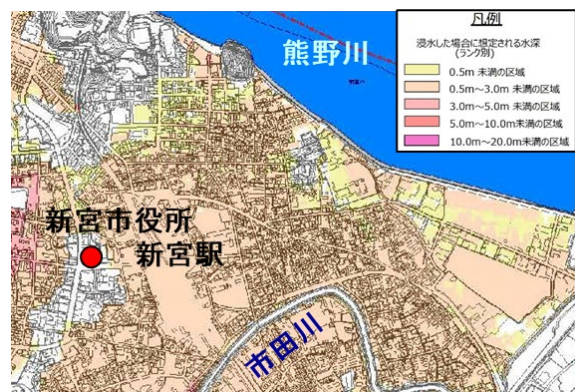 熊野川
凡例
浸水した場合に想定される水深
(ランク別)
0.5m 未満の区域
0.5m~3.0m 未満の区域
3.0m~5.0m 未満の区域
5.0m~10.0m未満の区域
10.0m~20.0m未満の区域
新宮市役所
新宮駅
市田川